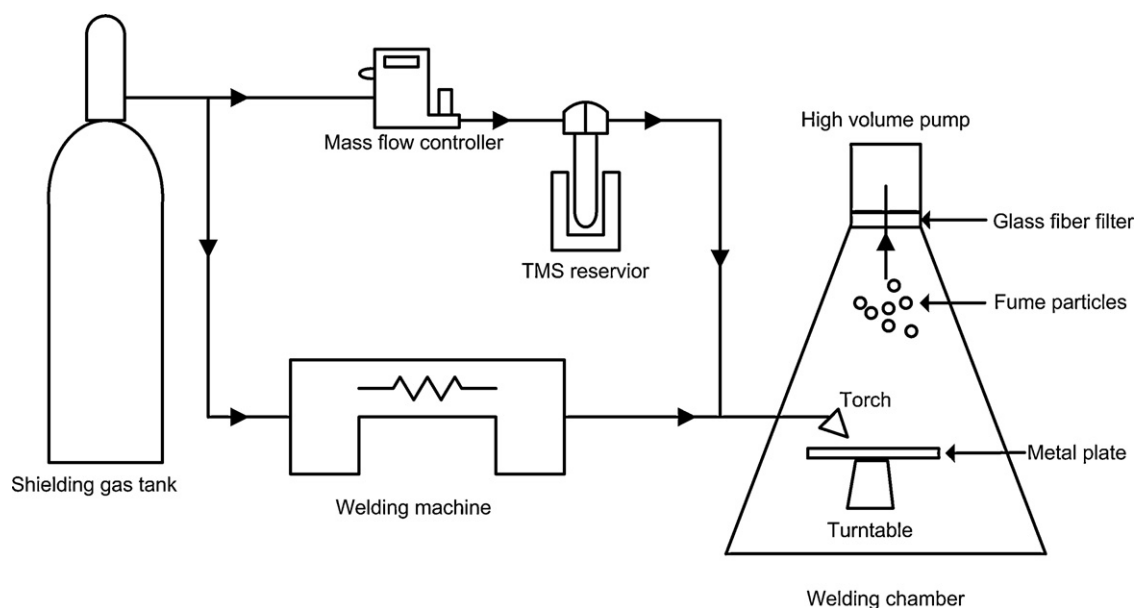 High volume pump
Mass flow controller
Glass fiber filter
TMS reservior
Fume particles
Torch
Metal plate
Shielding gas tank
Welding machine
Turntable
Welding chamber